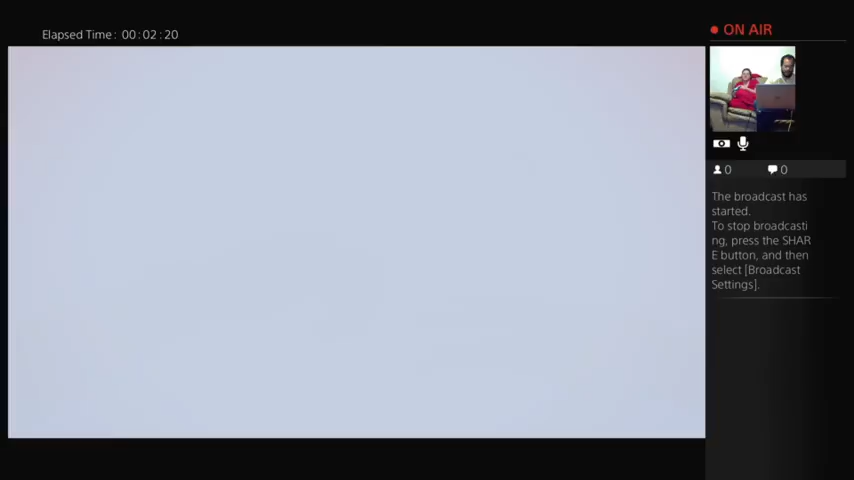 Elapsed Time: 00:02:20
ON AIR
0 0
The broadcast has
started.
To stop broadcasti
ng, press the SHAR
E button, and then
select [Broadcast
Settings].